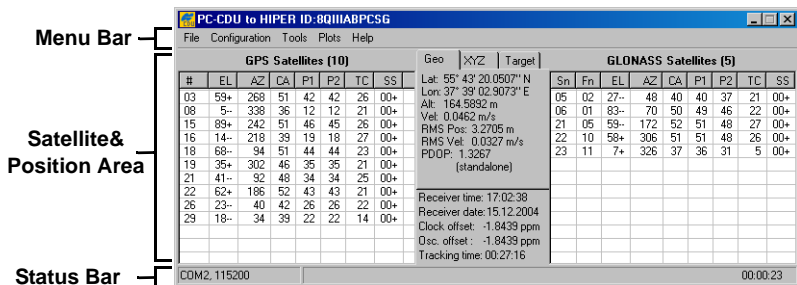 PC-CDU to HIPER ID:8QIIIABPCSG
Menu Bar
File Configuration Tools Plots Help
GPS Satellites (10)
# EL AZ CA P1 P2 TC SS
03 59+ 268 51 42 42 26 00+
08 5-- 338 36 12 12 21 00+
15 89+ 242 51 46 45 26 00+
16 14-- 218 39 19 18 27 00+
18 68-- 94 51 44 44 23 00+
19 35+ 302 46 35 35 21 00+
21 41-- 92 48 34 34 25 00+
22 62+ 186 52 43 43 21 00+
26 23-- 40 42 26 26 22 00+
29 18-- 34 39 22 22 14 00+
Geo XYZ Target
Lat: 55° 43' 20.0507" N
Lon: 37° 39' 02.9073" E
Alt: 164.5892 m
Vel: 0.0462 m/s
RMS Pos: 3.2705 m
RMS Vel: 0.0327 m/s
PDOP: 1.3267
(standalone)
Receiver time: 17:02:38
Receiver date: 15.12.2004
Clock offset: -1.8439 ppm
Osc. offset : -1.8439 ppm
Tracking time: 00:27:16
GLONASS Satellites (5)
Sn Fn EL AZ CA P1 P2 TC SS
05 02 27-- 48 40 40 37 21 00+
06 01 83-- 70 50 49 46 22 00+
21 05 59-- 172 52 51 48 27 00+
22 10 58+ 306 51 51 48 26 00+
23 11 7+ 326 37 36 31 5 00+
Satellite&
Position Area
Status Bar
COM2, 115200
00:00:23